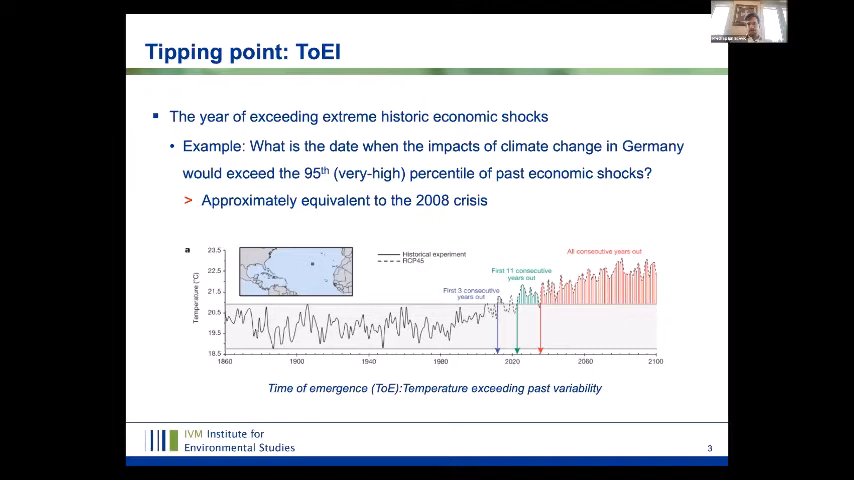 Tipping point: ToEI
▪ The year of exceeding extreme historic economic shocks
• Example: What is the date when the impacts of climate change in Germany
would exceed the 95th (very-high) percentile of past economic shocks?
> Approximately equivalent to the 2008 crisis
a
23.5
22.5
21.5
20.5
19.5
18.5
Temperature (°C)
Historical experiment
RCP45
First 3 consecutive
years out
First 11 consecutive
years out
All consecutive years out
1860 1900 1940 1980 2020 2060 2100
Time of emergence (ToE):Temperature exceeding past variability
IVM Institute for
Environmental Studies
3